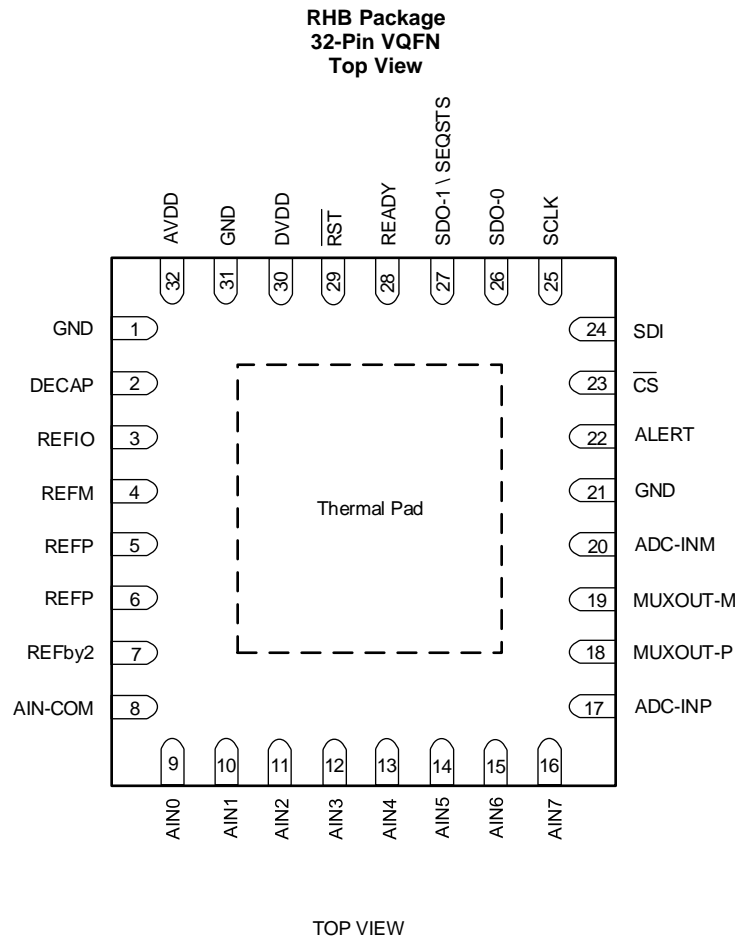 RHB Package
32-Pin VQFN
Top View
AVDD
GND
DVDD
RST
READY
SDO-1 \ SEQSTS
SDO-0
SCLK
32
31
30
29
28
27
26
25
GND 1
DECAP 2
REFIO 3
REFM 4
REFP 5
REFP 6
REFby2 7
AIN-COM 8
24 SDI
23 CS
22 ALERT
21 GND
20 ADC-INM
19 MUXOUT-M
18 MUXOUT-P
17 ADC-INP
Thermal Pad
9
10
11
12
13
14
15
16
AIN0
AIN1
AIN2
AIN3
AIN4
AIN5
AIN6
AIN7
TOP VIEW